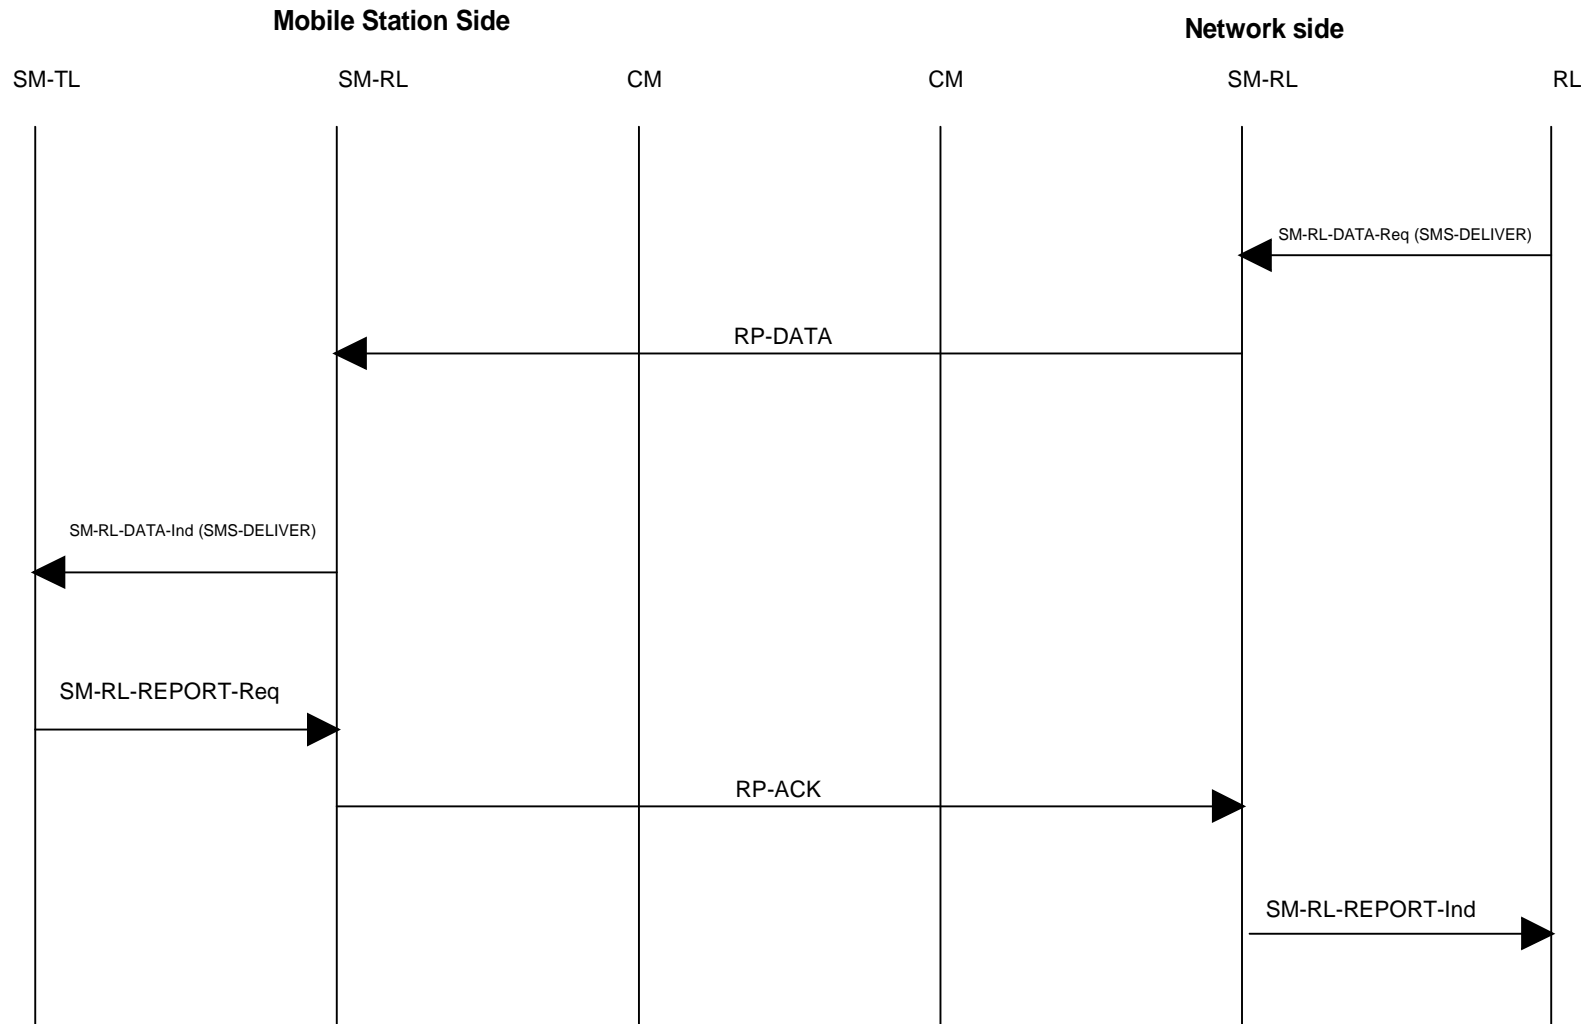 Mobile Station Side
Network side
SM-TL
SM-RL
CM
CM
SM-RL
RL
SM-RL-DATA-Req (SMS-DELIVER)
RP-DATA
SM-RL-DATA-Ind (SMS-DELIVER)
SM-RL-REPORT-Req
RP-ACK
SM-RL-REPORT-Ind